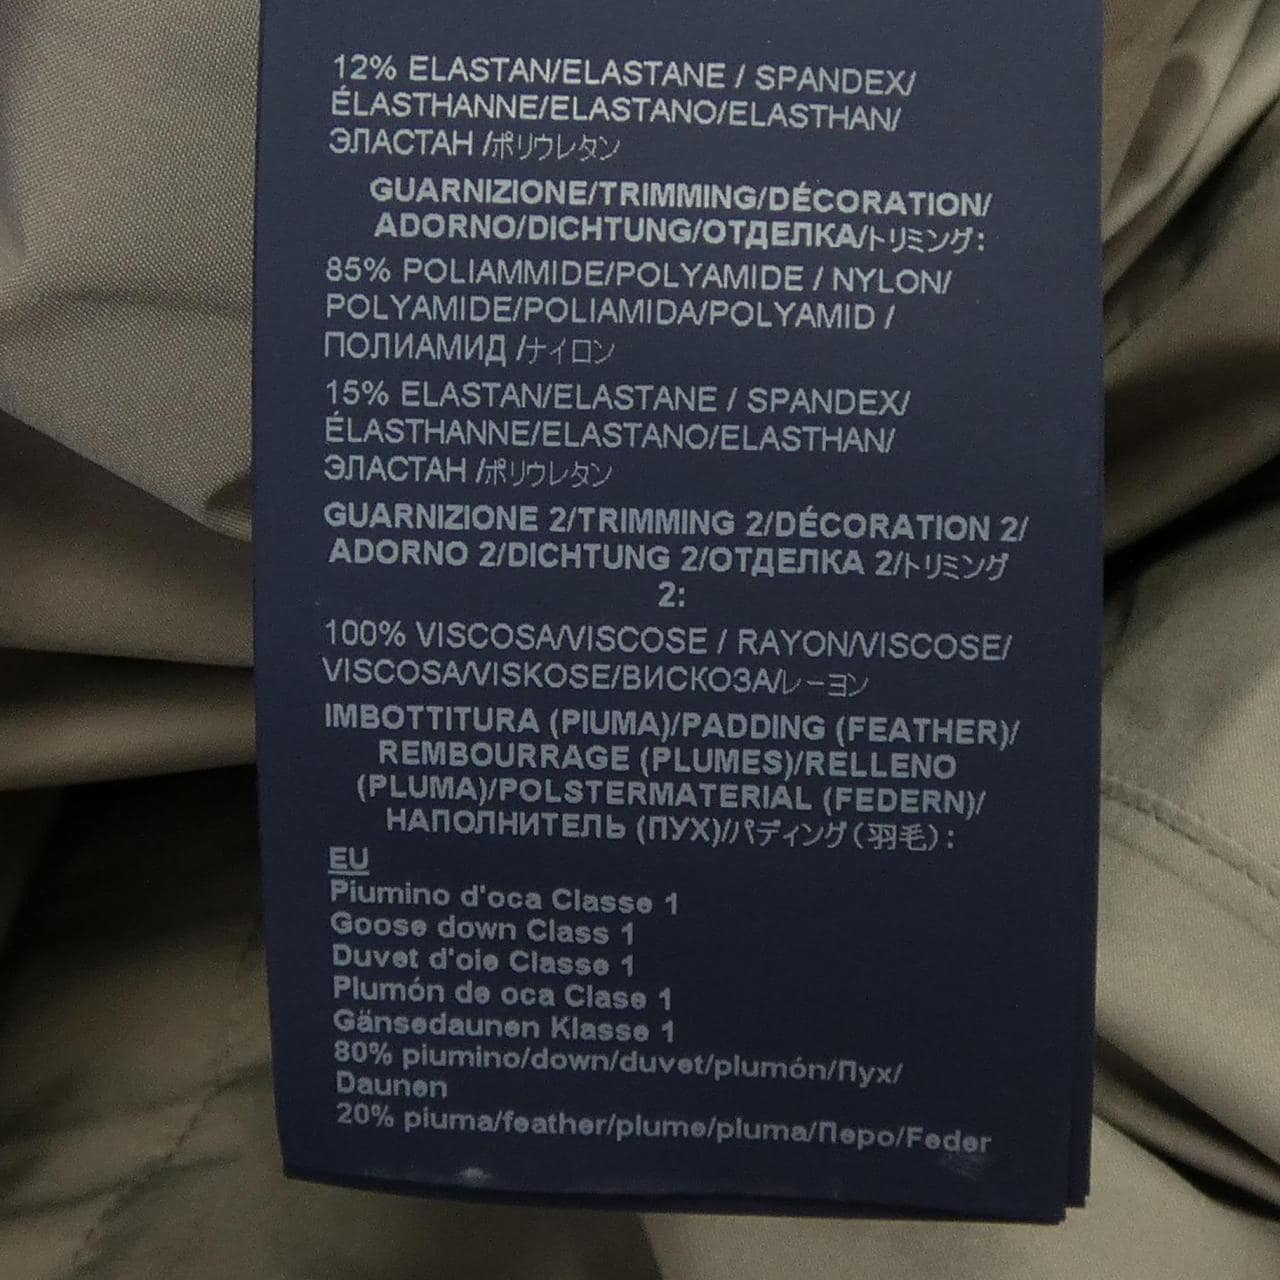 12% ELASTAN/ELASTANE / SPANDEX/
ÉLASTHANNE/ELASTANO/ELASTHAN/
ЭЛАСТАН /ポリウレタン
GUARNIZIONE/TRIMMING/DÉCORATION/
ADORNO/DICHTUNG/ОТДЕЛКА/トリミング:
85% POLIAMMIDE/POLYAMIDE / NYLON/
POLYAMIDE/POLIAMIDA/POLYAMID /
ПОЛИАМИД /ナイロン
15% ELASTAN/ELASTANE / SPANDEX/
ÉLASTHANNE/ELASTANO/ELASTHAN/
ЭЛАСТАН /ポリウレタン
GUARNIZIONE 2/TRIMMING 2/DÉCORATION 2/
ADORNO 2/DICHTUNG 2/ОТДЕЛКА 2/トリミング
2:
100% VISCOSA/VISCOSE / RAYON/VISCOSE/
VISCOSA/VISKOSE/ВИСКОЗА/レーヨン
IMBOTTITURA (PIUMA)/PADDING (FEATHER)/
REMBOURRAGE (PLUMES)/RELLENO
(PLUMA)/POLSTERMATERIAL (FEDERN)/
НАПОЛНИТЕЛЬ (ПУХ)/パディング(羽毛):
EU
Piumino d'oca Classe 1
Goose down Class 1
Duvet d'oie Classe 1
Plumón de oca Clase 1
Gänsedaunen Klasse 1
80% piumino/down/duvet/plumón/Пух/
Daunen
20% piuma/feather/plume/pluma/Перо/Feder